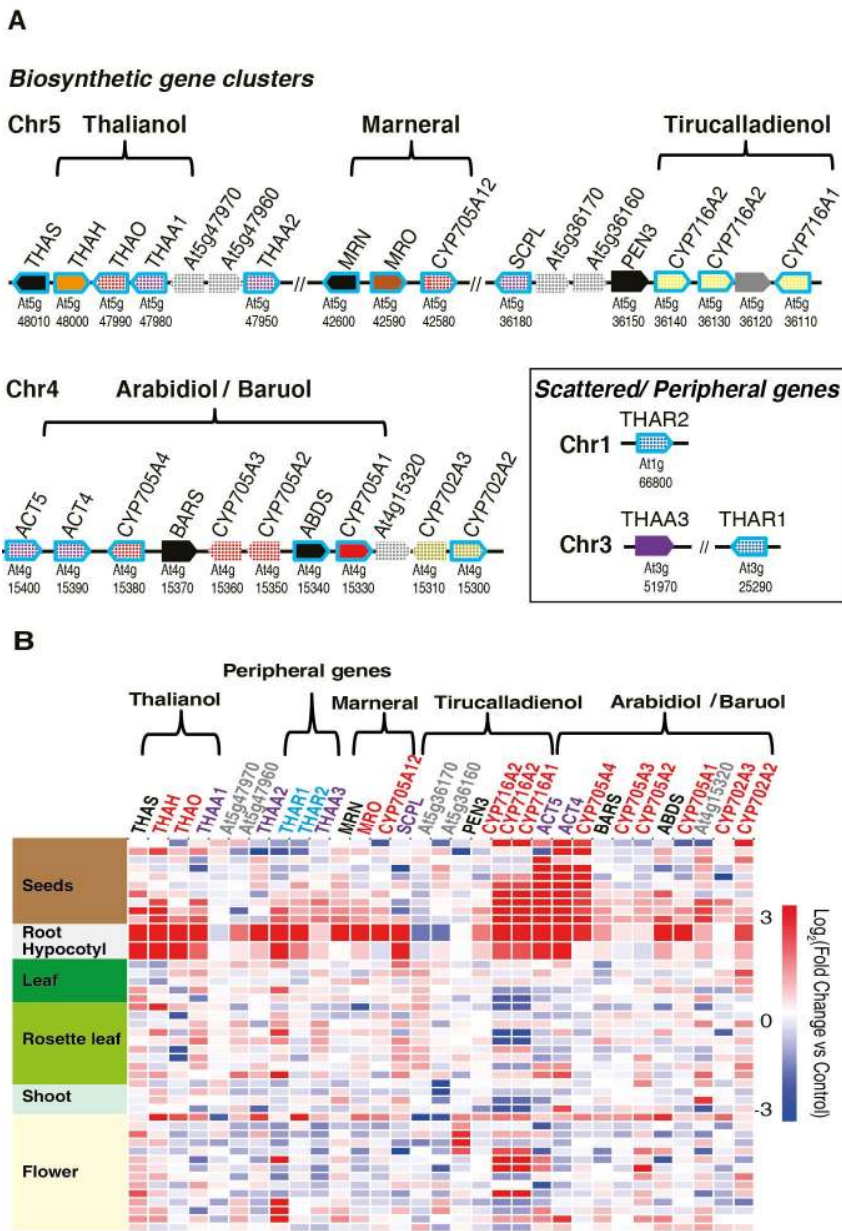 A
Biosynthetic gene clusters
Chr5 Thalianol Marneral Tirucalladienol
THAS THAH THAO THAA1 At5g47970 At5g47960 THAA2 MRN MRO CYP705A12 SCPL At5g36170 At5g36160 PEN3 CYP716A2 CYP716A2 CYP716A1
// //
At5g At5g At5g At5g At5g At5g At5g At5g At5g At5g At5g At5g At5g At5g
48010 48000 47990 47980 47950 42600 42590 42580 36180 36150 36140 36130 36120 36110
Chr4 Arabidiol / Baruol
ACT5 ACT4 CYP705A4 BARS CYP705A3 CYP705A2 ABDS CYP705A1 At4g15320 CYP702A3 CYP702A2
At4g At4g At4g At4g At4g At4g At4g At4g At4g At4g
15400 15390 15380 15370 15360 15350 15340 15330 15310 15300
Scattered/ Peripheral genes
THAR2
Chr1
At1g
66800
THAA3 THAR1
Chr3 //
At3g At3g
51970 25290
B
Peripheral genes
Thalianol Marneral Tirucalladienol Arabidiol /Baruol
THAS THAH THAO THAA1 At5g47970 At5g47960 THAA2 THAR1 THAR2 THAA3 MRN MRO CYP705A12 SCPL At5g36170 At5g36160 PEN3 CYP716A2 CYP716A2 CYP716A1 ACT5 ACT4 CYP705A4 BARS CYP705A3 CYP705A2 ABDS CYP705A1 At4g15320 CYP702A3 CYP702A2
Seeds
Root
Hypocotyl
Leaf
Rosette leaf
Shoot
Flower
3
0
-3
Log2(Fold Change vs Control)